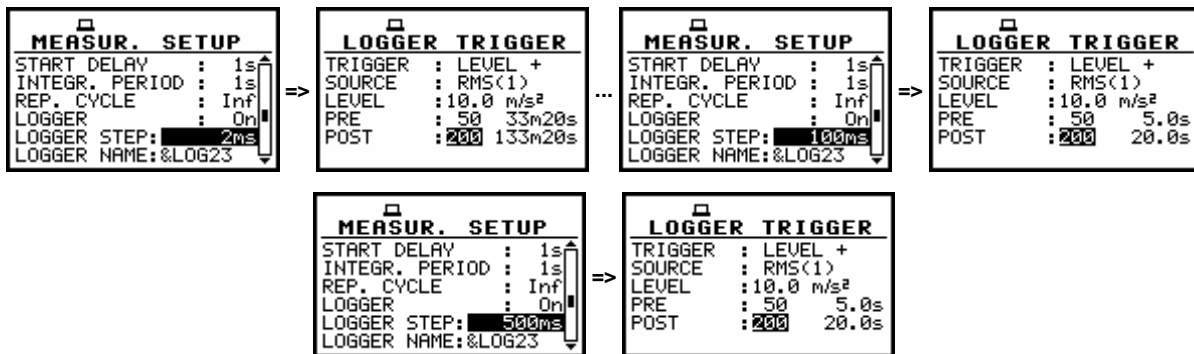 MEASUR. SETUP
START DELAY : 1s
INTEGR. PERIOD : 1s
REP. CYCLE : Inf
LOGGER : On
LOGGER STEP: 2ms
LOGGER NAME:&LOG23
=>
LOGGER TRIGGER
TRIGGER : LEVEL +
SOURCE : RMS(1)
LEVEL :10.0 m/s²
PRE : 50 33m20s
POST :200 133m20s
...
MEASUR. SETUP
START DELAY : 1s
INTEGR. PERIOD : 1s
REP. CYCLE : Inf
LOGGER : On
LOGGER STEP: 100ms
LOGGER NAME:&LOG23
=>
LOGGER TRIGGER
TRIGGER : LEVEL +
SOURCE : RMS(1)
LEVEL :10.0 m/s²
PRE : 50 5.0s
POST :200 20.0s
MEASUR. SETUP
START DELAY : 1s
INTEGR. PERIOD : 1s
REP. CYCLE : Inf
LOGGER : On
LOGGER STEP: 500ms
LOGGER NAME:&LOG23
=>
LOGGER TRIGGER
TRIGGER : LEVEL +
SOURCE : RMS(1)
LEVEL :10.0 m/s²
PRE : 50 5.0s
POST :200 20.0s